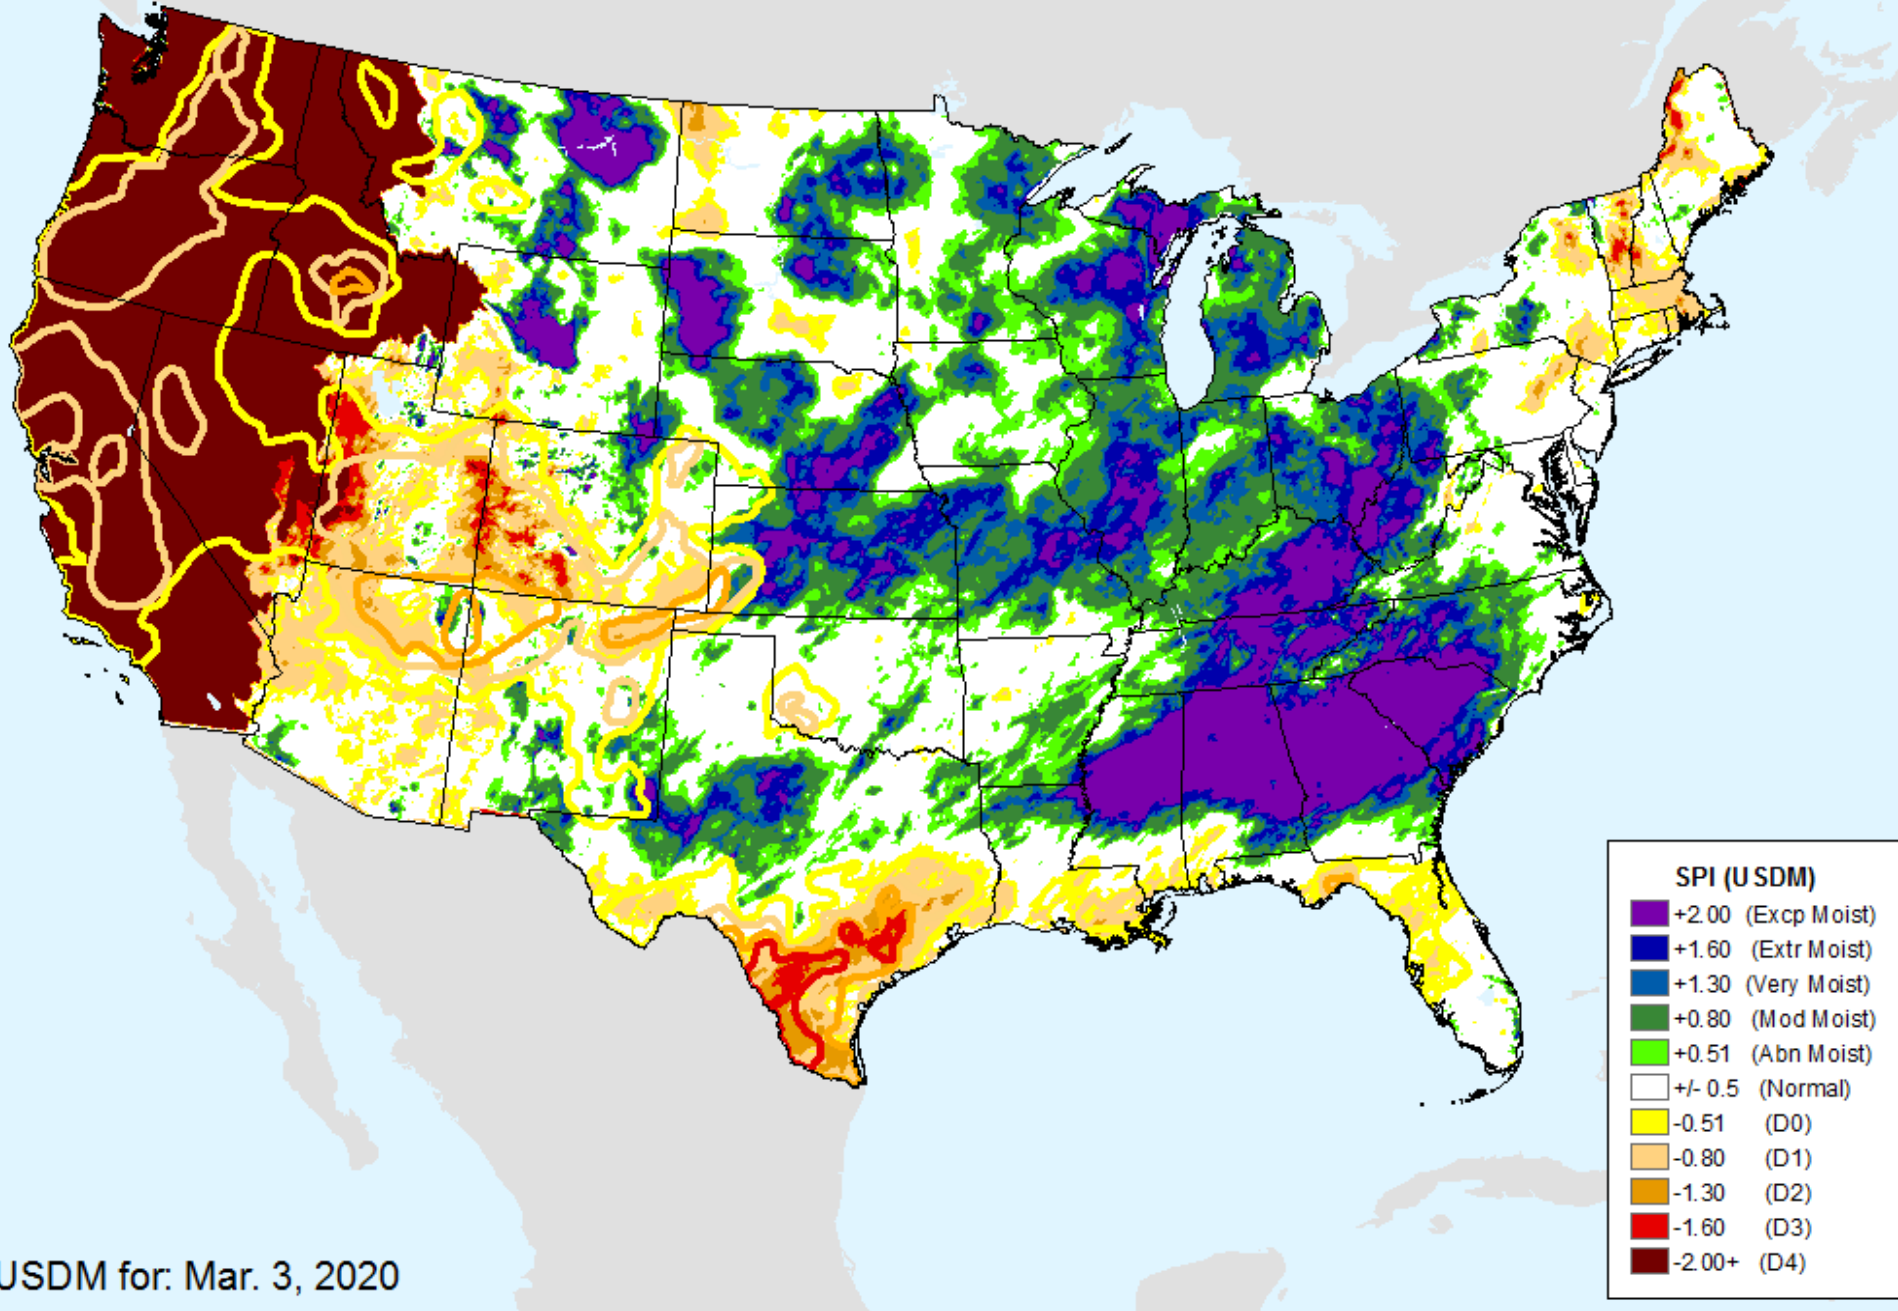 SPI (USDM)
+2.00 (Excp Moist)
+1.60 (Extr Moist)
+1.30 (Very Moist)
+0.80 (Mod Moist)
+0.51 (Abn Moist)
+/- 0.5 (Normal)
-0.51 (D0)
-0.80 (D1)
-1.30 (D2)
-1.60 (D3)
-2.00+ (D4)
USDM for: Mar. 3, 2020